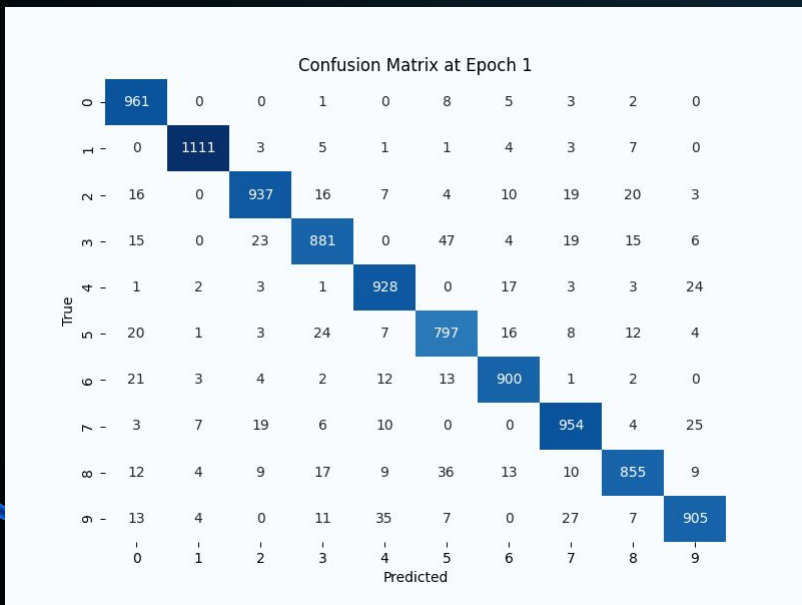 Confusion Matrix at Epoch 1
0 961 0 0 1 0 8 5 3 2 0
1 0 1111 3 5 1 1 4 3 7 0
2 16 0 937 16 7 4 10 19 20 3
3 15 0 23 881 0 47 4 19 15 6
4 1 2 3 1 928 0 17 3 3 24
True
5 20 1 3 24 7 797 16 8 12 4
6 21 3 4 2 12 13 900 1 2 0
7 3 7 19 6 10 0 0 954 4 25
8 12 4 9 17 9 36 13 10 855 9
9 13 4 0 11 35 7 0 27 7 905
0 1 2 3 4 5 6 7 8 9
Predicted